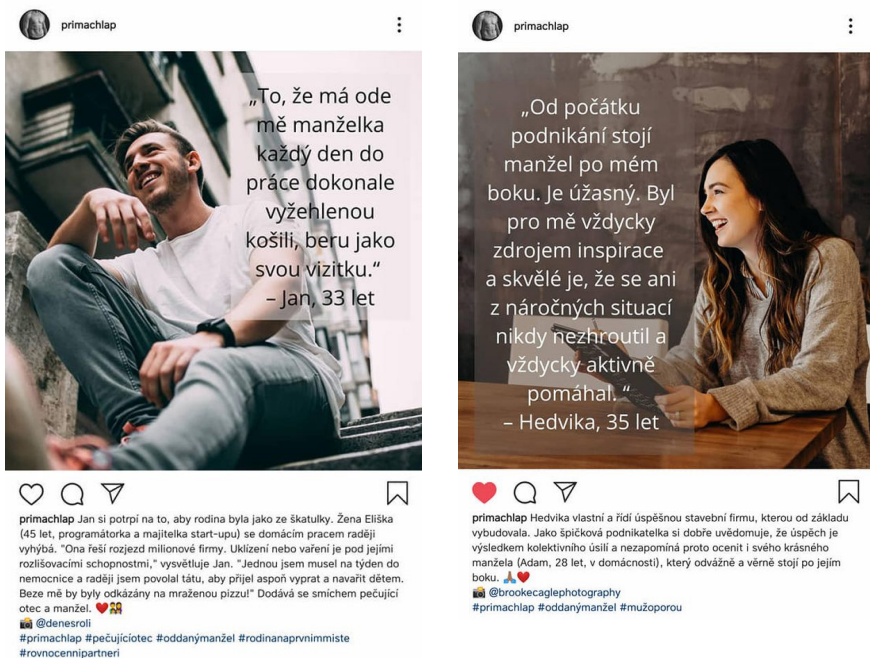 primachlap
„To, že má ode
mě manželka
každý den do
práce dokonale
vyžehlenou
košili, beru jako
svou vizitku.“
– Jan, 33 let
primachlap Jan si potrpí na to, aby rodina byla jako ze škatulky. Žena Eliška
(45 let, programátorka a majitelka start-upu) se domácím pracem raději
vyhýbá. "Ona řeší rozjezd milionové firmy. Uklízení nebo vaření je pod jejími
rozlišovacími schopnostmi," vysvětluje Jan. "Jednou jsem musel na týden do
nemocnice a raději jsem povolal tátu, aby přijel aspoň vyprat a navařit dětem.
Beze mě by byly odkázány na mraženou pizzu!" Dodává se smíchem pečující
otec a manžel. ❤️👩‍❤️‍👨
📸 @denesroli
#primachlap #pečujícíotec #oddanýmanžel #rodinanaprvnimmiste
#rovnocennipartneri
primachlap
„Od počátku
podnikání stojí
manžel po mém
boku. Je úžasný. Byl
pro mě vždycky
zdrojem inspirace
a skvělé je, že se ani
z náročných situací
nikdy nezhroutil a
vždycky aktivně
pomáhal. “
– Hedvika, 35 let
primachlap Hedvika vlastní a řídí úspěšnou stavební firmu, kterou od základu
vybudovala. Jako špičková podnikatelka si dobře uvědomuje, že úspěch je
výsledkem kolektivního úsilí a nezapomíná proto ocenit i svého krásného
manžela (Adam, 28 let, v domácnosti), který odvážně a věrně stojí po jejím
boku. 🙏❤️
📸 @brookecaglephotography
#primachlap #oddanýmanžel #mužoporou